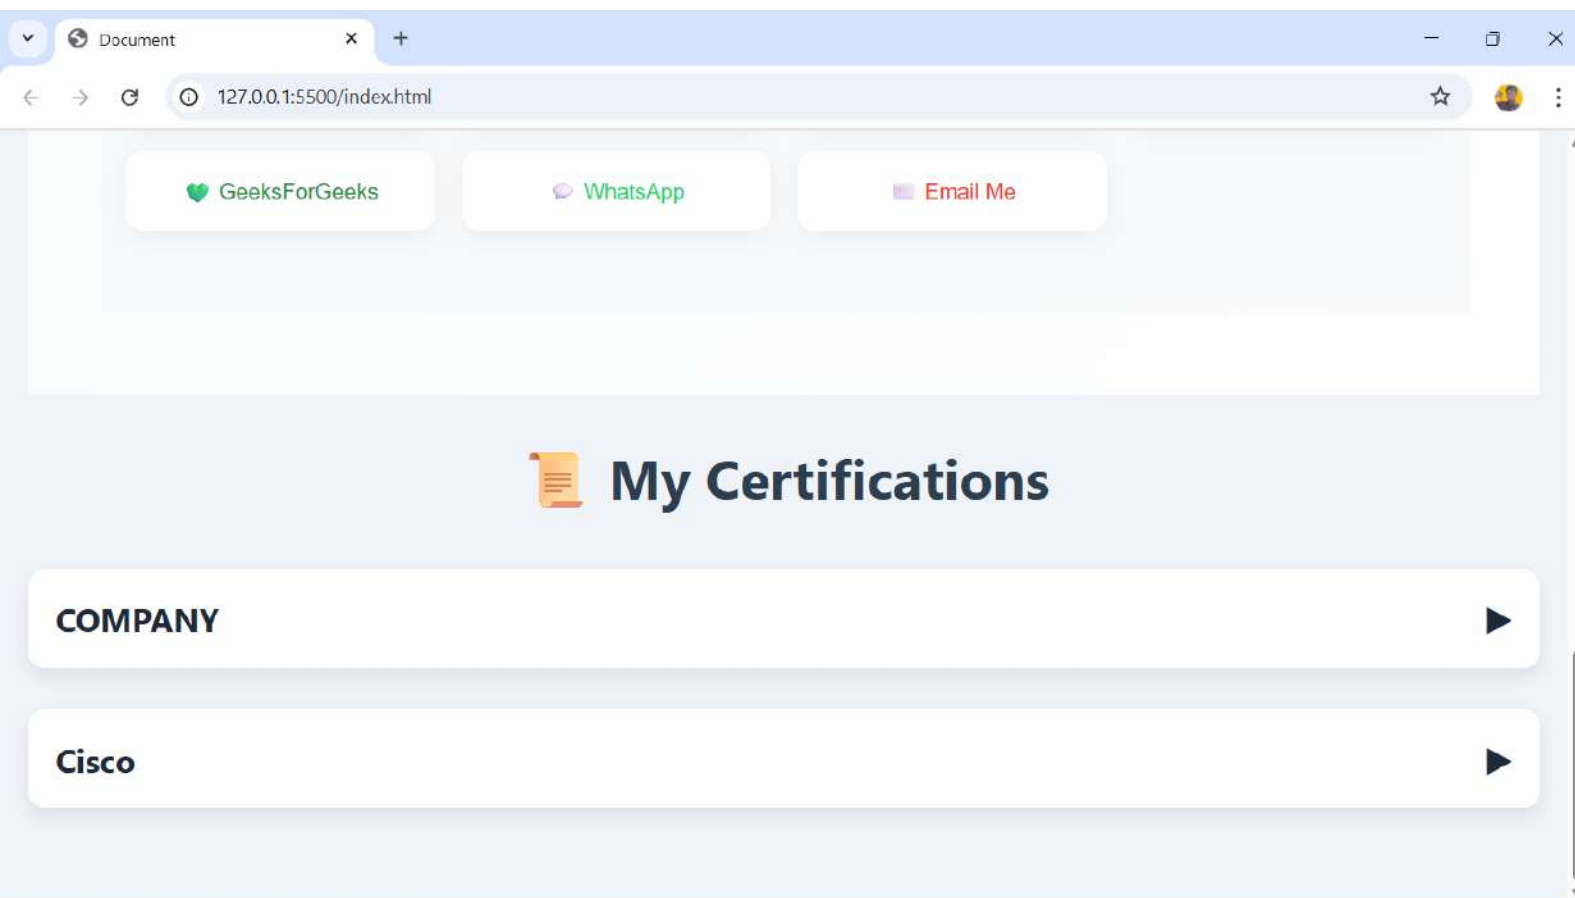 Document
127.0.0.1:5500/index.html
GeeksForGeeks
WhatsApp
Email Me
My Certifications
COMPANY
Cisco